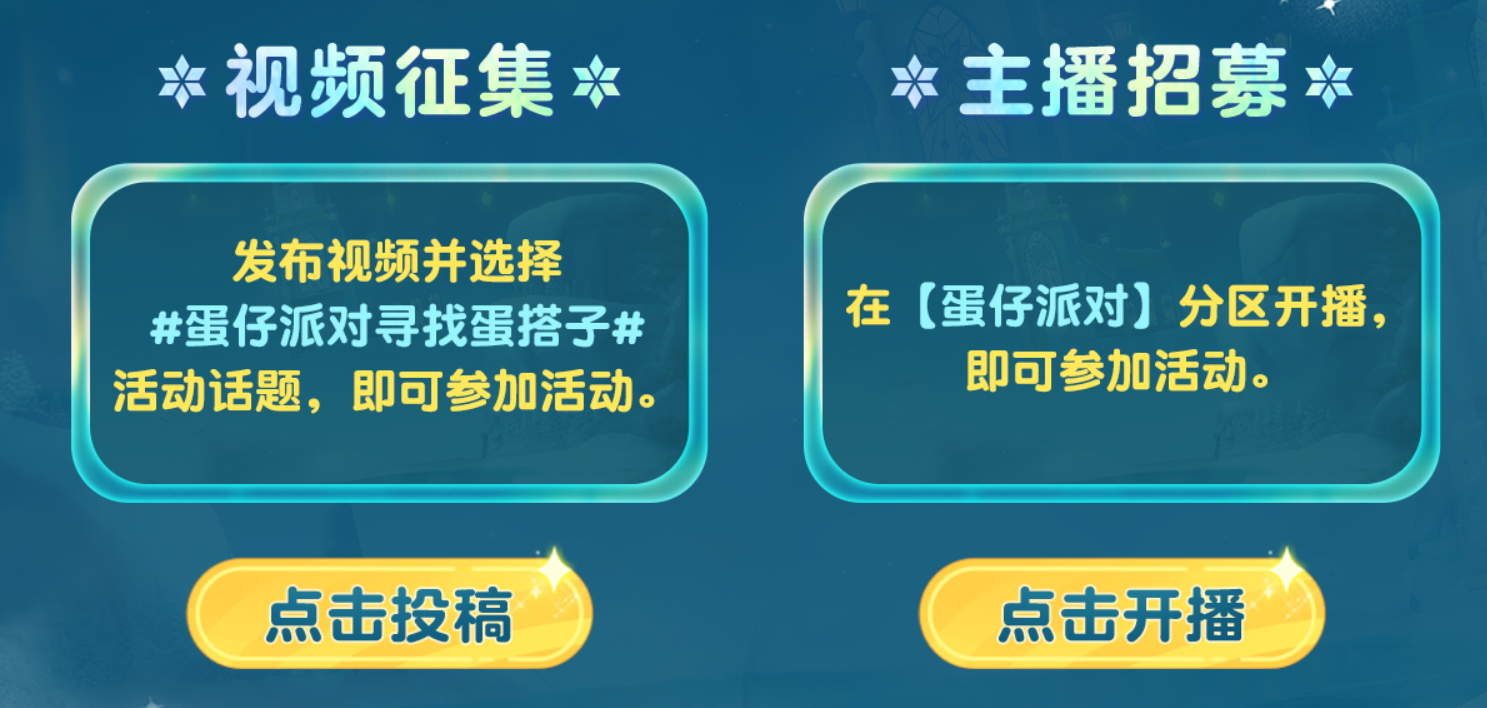 视频征集
发布视频并选择
#蛋仔派对寻找蛋搭子#
活动话题，即可参加活动。
点击投稿
主播招募
在【蛋仔派对】分区开播，
即可参加活动。
点击开播